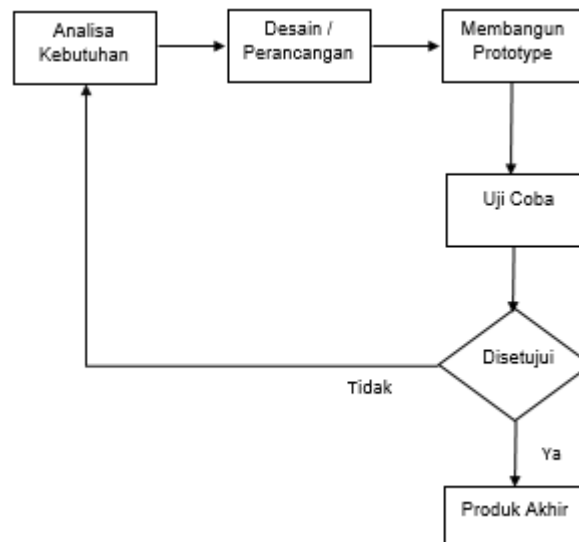 Analisa
Kebutuhan
Desain /
Perancangan
Membangun
Prototype
Uji Coba
Disetujui
Tidak
Ya
Produk Akhir